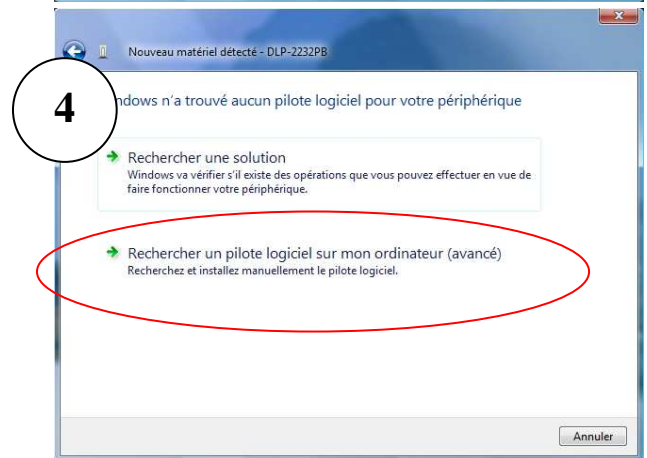 Nouveau matériel détecté - DLP-2232PB
4
ndows n'a trouvé aucun pilote logiciel pour votre périphérique
Rechercher une solution
Windows va vérifier s'il existe des opérations que vous pouvez effectuer en vue de
faire fonctionner votre périphérique.
Rechercher un pilote logiciel sur mon ordinateur (avancé)
Recherchez et installez manuellement le pilote logiciel.
Annuler